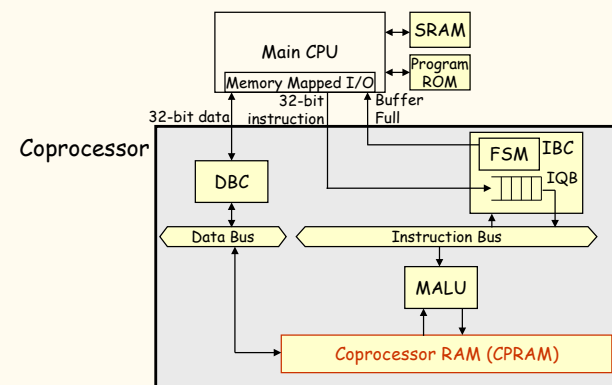 Main CPU
SRAM
Program
ROM
Memory Mapped I/O
32-bit data
32-bit
instruction
Buffer
Full
Coprocessor
DBC
FSM
IBC
IQB
Data Bus
Instruction Bus
MALU
Coprocessor RAM (CPRAM)